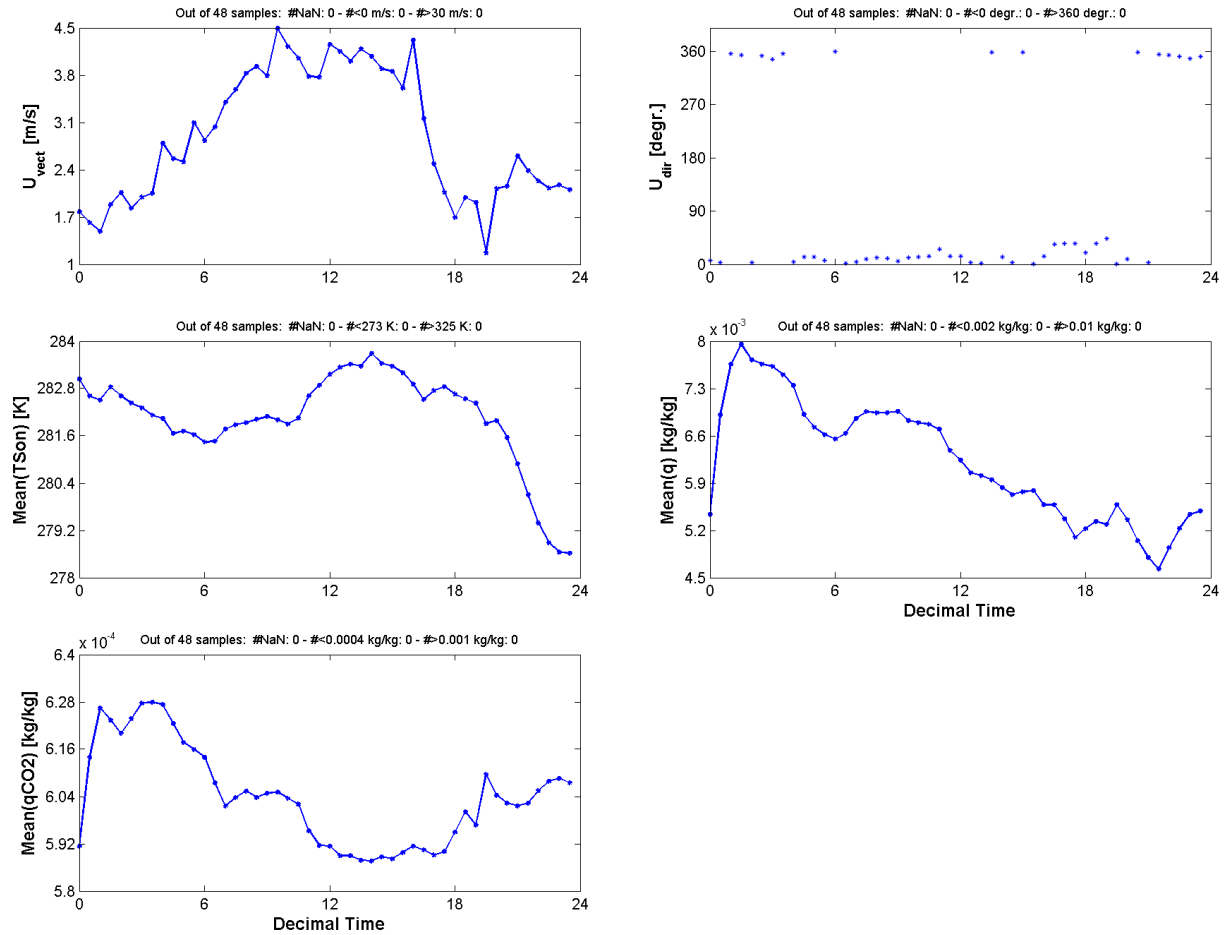 Out of 48 samples: #NaN: 0 - #<0 m/s: 0 - #>30 m/s: 0
4.5
3.8
3.1
2.4
1.7
1
U_vect [m/s]
0 6 12 18 24
Out of 48 samples: #NaN: 0 - #<0 degr.: 0 - #>360 degr.: 0
360
270
180
90
0
U_dir [degr.]
0 6 12 18 24
Out of 48 samples: #NaN: 0 - #<273 K: 0 - #>325 K: 0
284
282.8
281.6
280.4
279.2
278
Mean(TSon) [K]
0 6 12 18 24
Out of 48 samples: #NaN: 0 - #<0.002 kg/kg: 0 - #>0.01 kg/kg: 0
x 10^-3
8
7.3
6.6
5.9
5.2
4.5
Mean(q) [kg/kg]
0 6 12 18 24
Decimal Time
Out of 48 samples: #NaN: 0 - #<0.0004 kg/kg: 0 - #>0.001 kg/kg: 0
x 10^-4
6.4
6.28
6.16
6.04
5.92
5.8
Mean(qCO2) [kg/kg]
0 6 12 18 24
Decimal Time